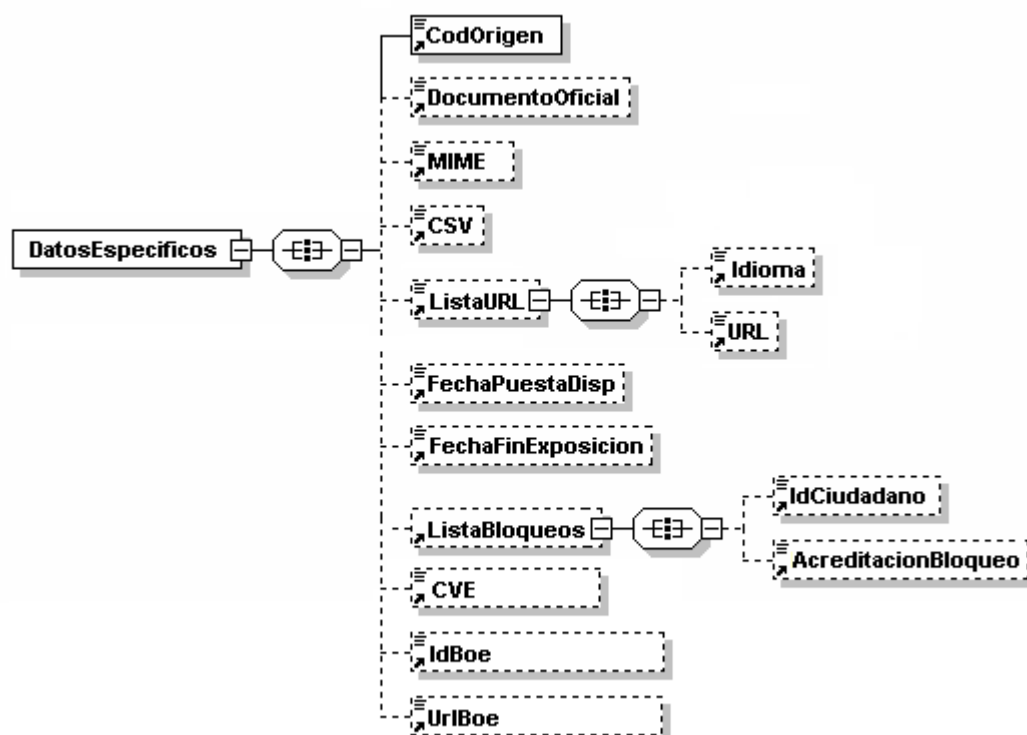 CodOrigen
DocumentoOficial
MIME
CSV
DatosEspecificos
ListaURL
Idioma
URL
FechaPuestaDisp
FechaFinExposicion
ListaBloqueos
IdCiudadano
AcreditacionBloqueo
CVE
IdBoe
UrlBoe